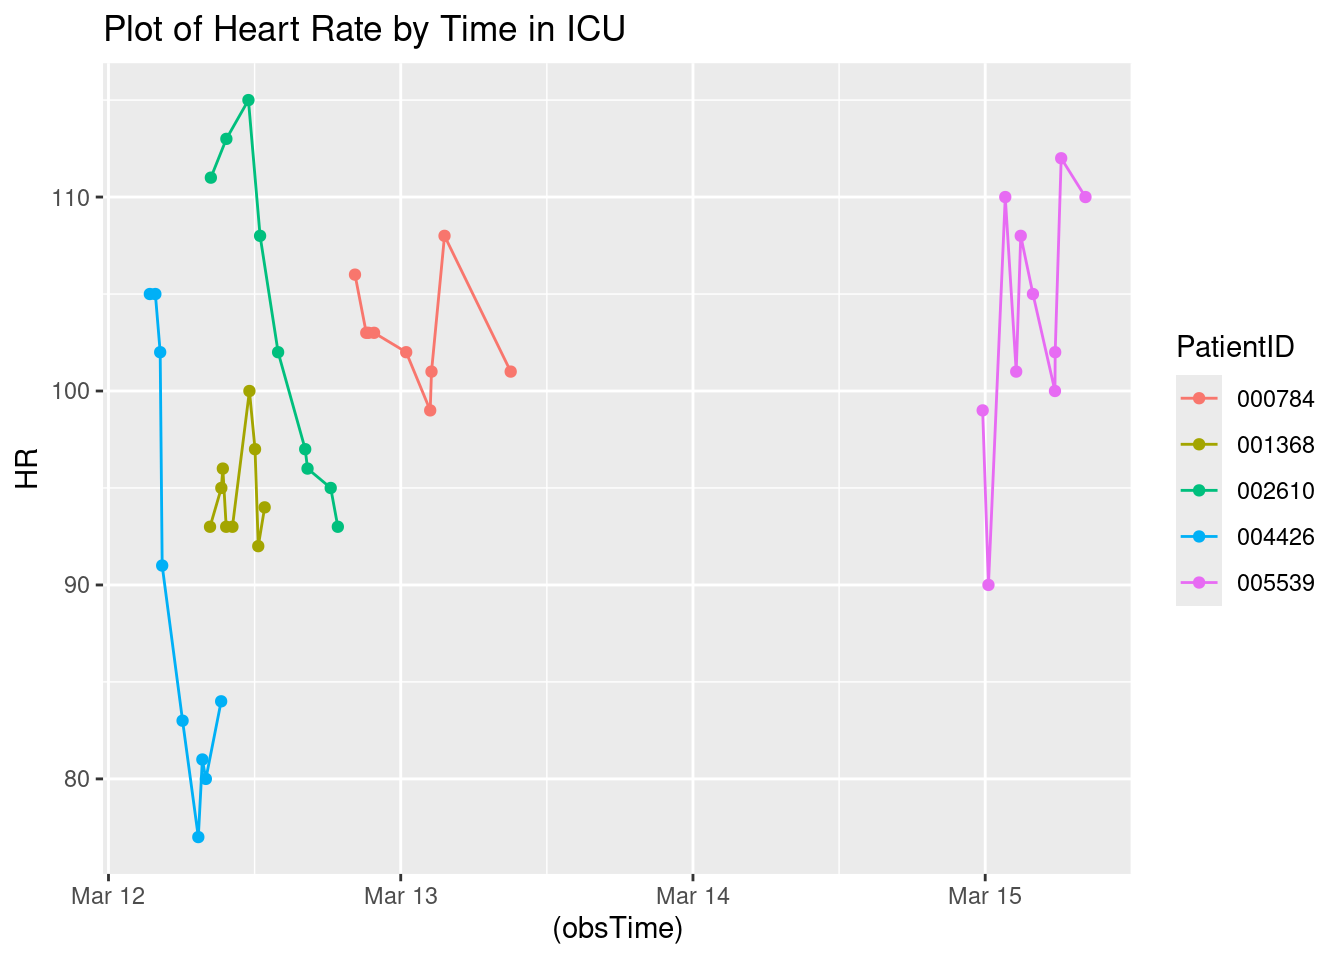 Plot of Heart Rate by Time in ICU
HR
110
100
90
80
Mar 12
Mar 13
Mar 14
Mar 15
(obsTime)
PatientID
000784
001368
002610
004426
005539